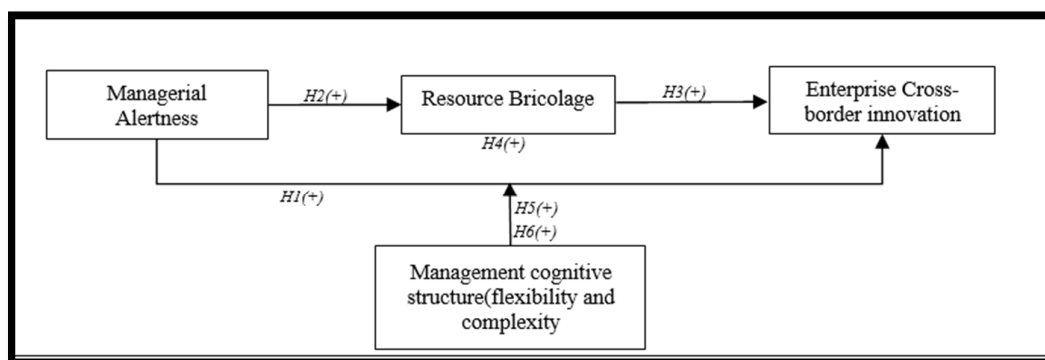 Managerial
Alertness
H2(+)
Resource Bricolage
H3(+)
Enterprise Cross-
border innovation
H4(+)
H1(+)
H5(+)
H6(+)
Management cognitive
structure(flexibility and
complexity